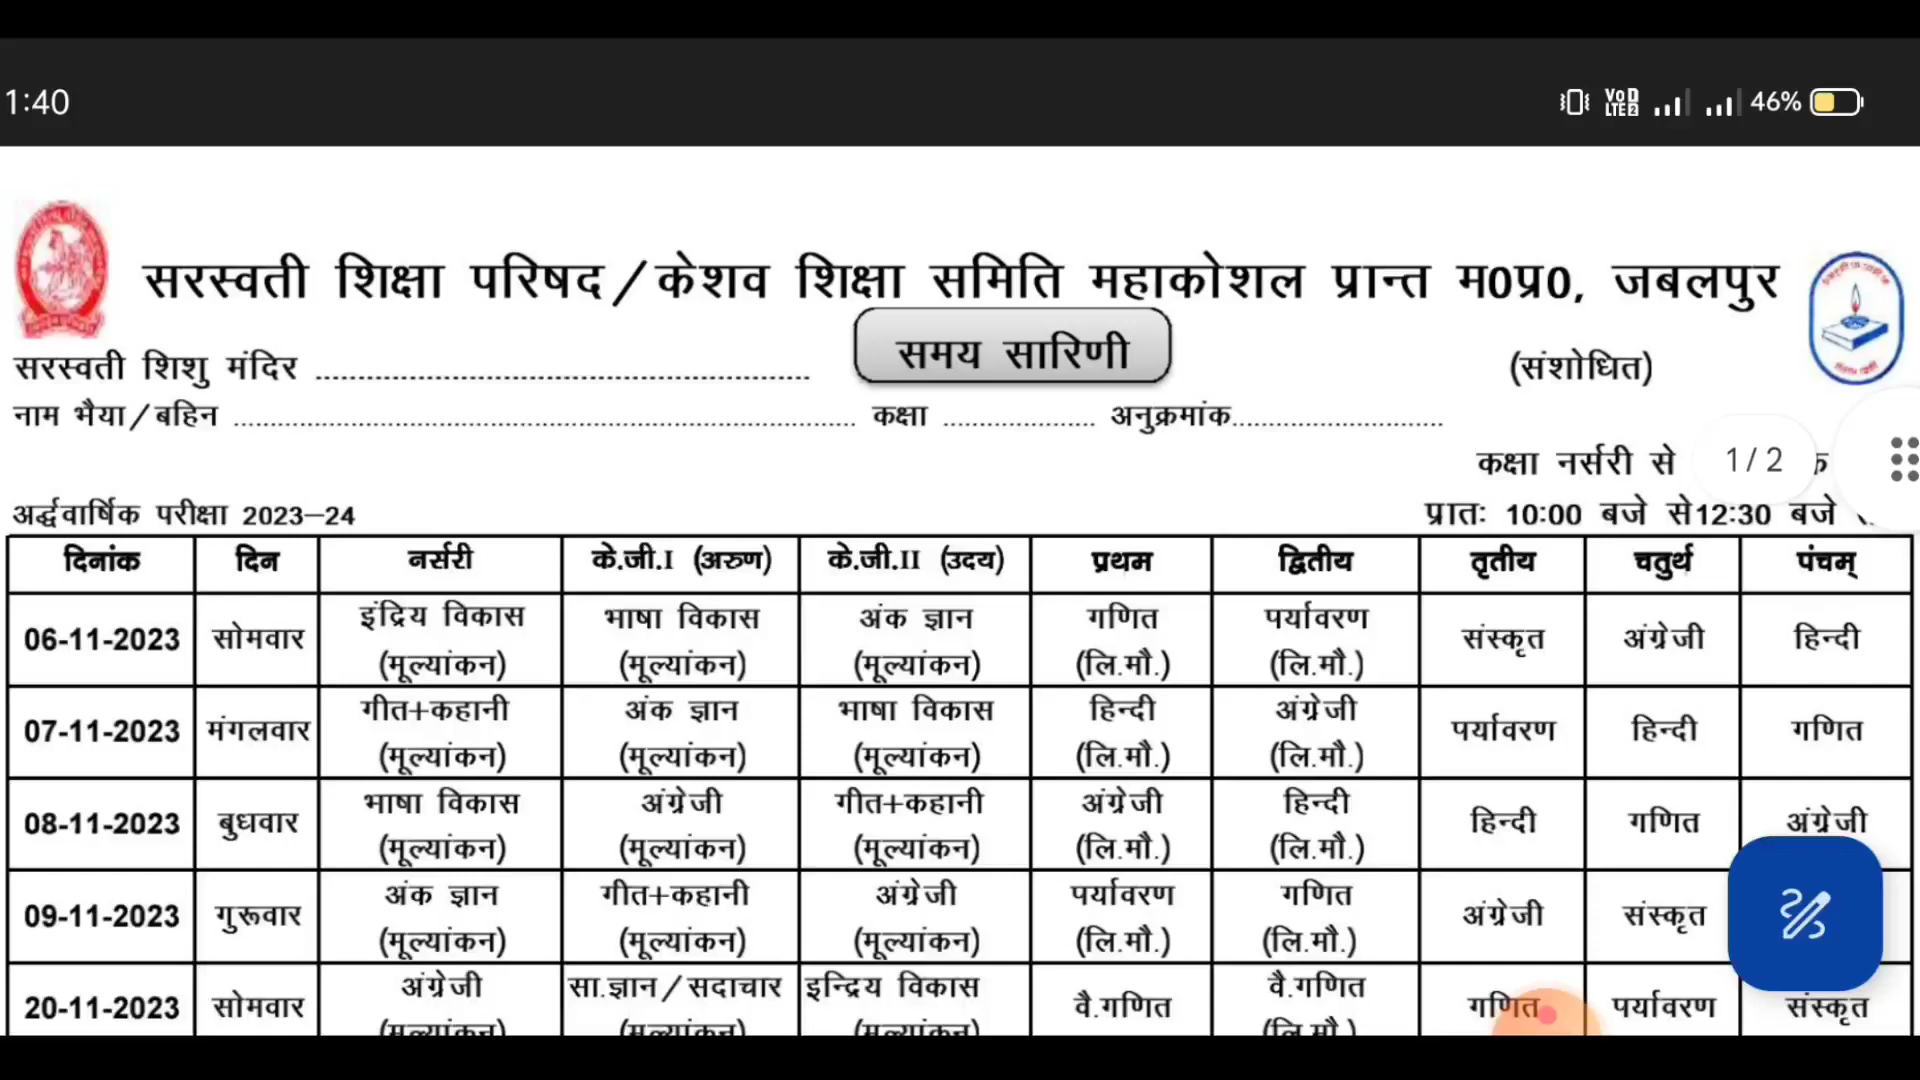 1:40
VoD LTE2 46%
सरस्वती शिक्षा परिषद/केशव शिक्षा समिति महाकोशल प्रान्त म0प्र0, जबलपुर
समय सारिणी
सरस्वती शिशु मंदिर ........................ (संशोधित)
नाम भैया/बहिन ........................ कक्षा ............ अनुक्रमांक................
कक्षा नर्सरी से 1/2
अर्द्धवार्षिक परीक्षा 2023–24 प्रातः 10:00 बजे से12:30 बजे
दिनांक दिन नर्सरी के.जी.I (अरुण) के.जी.II (उदय) प्रथम द्वितीय तृतीय चतुर्थ पंचम्
06-11-2023 सोमवार इंद्रिय विकास (मूल्यांकन) भाषा विकास (मूल्यांकन) अंक ज्ञान (मूल्यांकन) गणित (लि.मौ.) पर्यावरण (लि.मौ.) संस्कृत अंग्रेजी हिन्दी
07-11-2023 मंगलवार गीत+कहानी (मूल्यांकन) अंक ज्ञान (मूल्यांकन) भाषा विकास (मूल्यांकन) हिन्दी (लि.मौ.) अंग्रेजी (लि.मौ.) पर्यावरण हिन्दी गणित
08-11-2023 बुधवार भाषा विकास (मूल्यांकन) अंग्रेजी (मूल्यांकन) गीत+कहानी (मूल्यांकन) अंग्रेजी (लि.मौ.) हिन्दी (लि.मौ.) हिन्दी गणित अंग्रेजी
09-11-2023 गुरूवार अंक ज्ञान (मूल्यांकन) गीत+कहानी (मूल्यांकन) अंग्रेजी (मूल्यांकन) पर्यावरण (लि.मौ.) गणित (लि.मौ.) अंग्रेजी संस्कृत
20-11-2023 सोमवार अंग्रेजी (मूल्यांकन) सा.ज्ञान/सदाचार (मूल्यांकन) इन्द्रिय विकास (मूल्यांकन) वै.गणित वै.गणित (लि.मौ.) गणित पर्यावरण संस्कृत